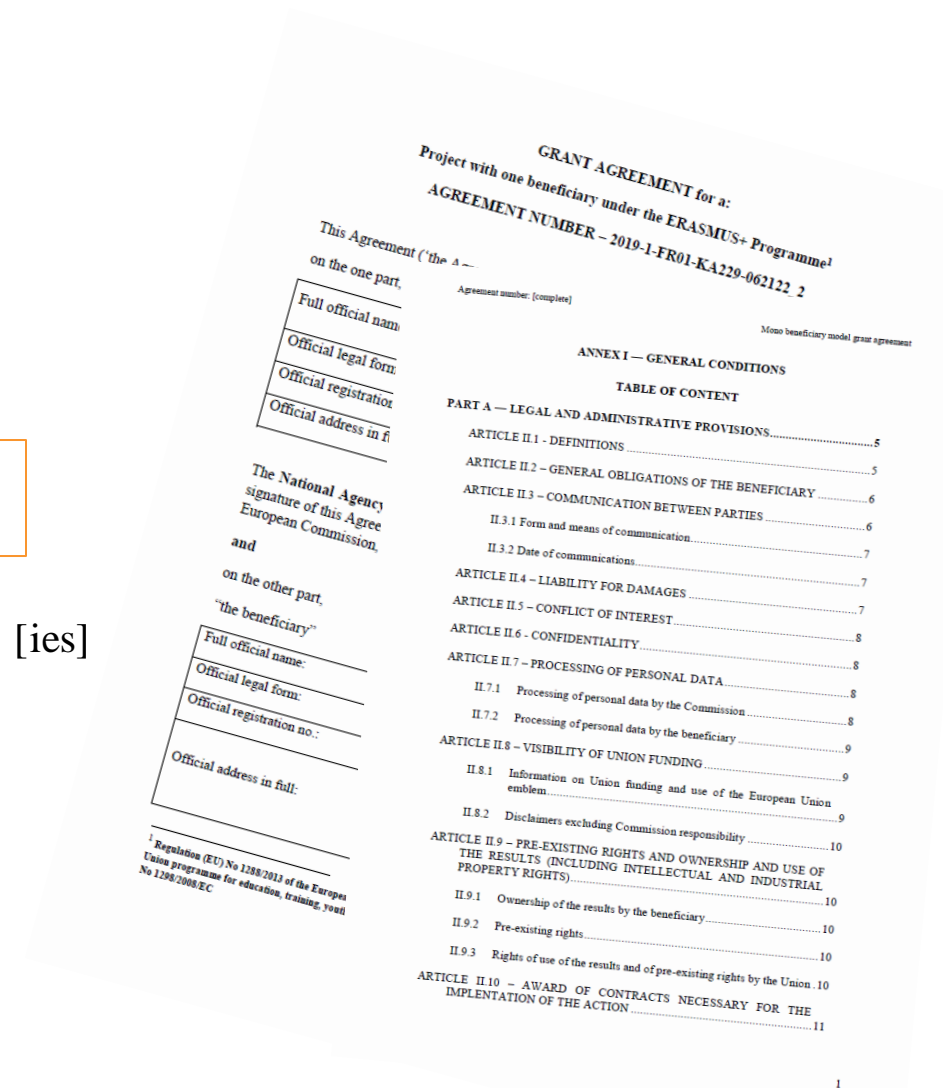 GRANT AGREEMENT for a:
Project with one beneficiary under the ERASMUS+ Programme¹
AGREEMENT NUMBER – 2019-1-FR01-KA229-062122_2
This Agreement ('the
on the one part,
Full official
Official legal form
Official registration
Official address in
The National Agency
signature of this Agree
European Commission,
and
on the other part,
"the beneficiary"
Full official name:
Official legal form:
Official registration no.:
Official address in full:
¹ Regulation (EU) No 1288/2013 of the Europea
Union programme for education, training,
No 1298/2008/EC
[ies]
Agreement number: [complete]
Mono beneficiary model grant agreement
ANNEX I — GENERAL CONDITIONS
TABLE OF CONTENT
PART A — LEGAL AND ADMINISTRATIVE PROVISIONS..............................5
ARTICLE II.1 - DEFINITIONS ..............................5
ARTICLE II.2 – GENERAL OBLIGATIONS OF THE BENEFICIARY ..............6
ARTICLE II.3 – COMMUNICATION BETWEEN PARTIES ..............................6
II.3.1 Form and means of communication..............................7
II.3.2 Date of communications..............................7
ARTICLE II.4 – LIABILITY FOR DAMAGES ..............................7
ARTICLE II.5 – CONFLICT OF INTEREST..............................8
ARTICLE II.6 - CONFIDENTIALITY..............................8
ARTICLE II.7 – PROCESSING OF PERSONAL DATA..............................8
II.7.1 Processing of personal data by the Commission ..............................8
II.7.2 Processing of personal data by the beneficiary ..............................9
ARTICLE II.8 – VISIBILITY OF UNION FUNDING ..............................9
II.8.1 Information on Union funding and use of the European Union
emblem..............................9
II.8.2 Disclaimers excluding Commission responsibility ..............................10
ARTICLE II.9 – PRE-EXISTING RIGHTS AND OWNERSHIP AND USE OF
THE RESULTS (INCLUDING INTELLECTUAL AND INDUSTRIAL
PROPERTY RIGHTS)..............................10
II.9.1 Ownership of the results by the beneficiary..............................10
II.9.2 Pre-existing rights..............................10
II.9.3 Rights of use of the results and of pre-existing rights by the Union .10
ARTICLE II.10 – AWARD OF CONTRACTS NECESSARY FOR THE
IMPLENTATION OF THE ACTION ..............................11
1